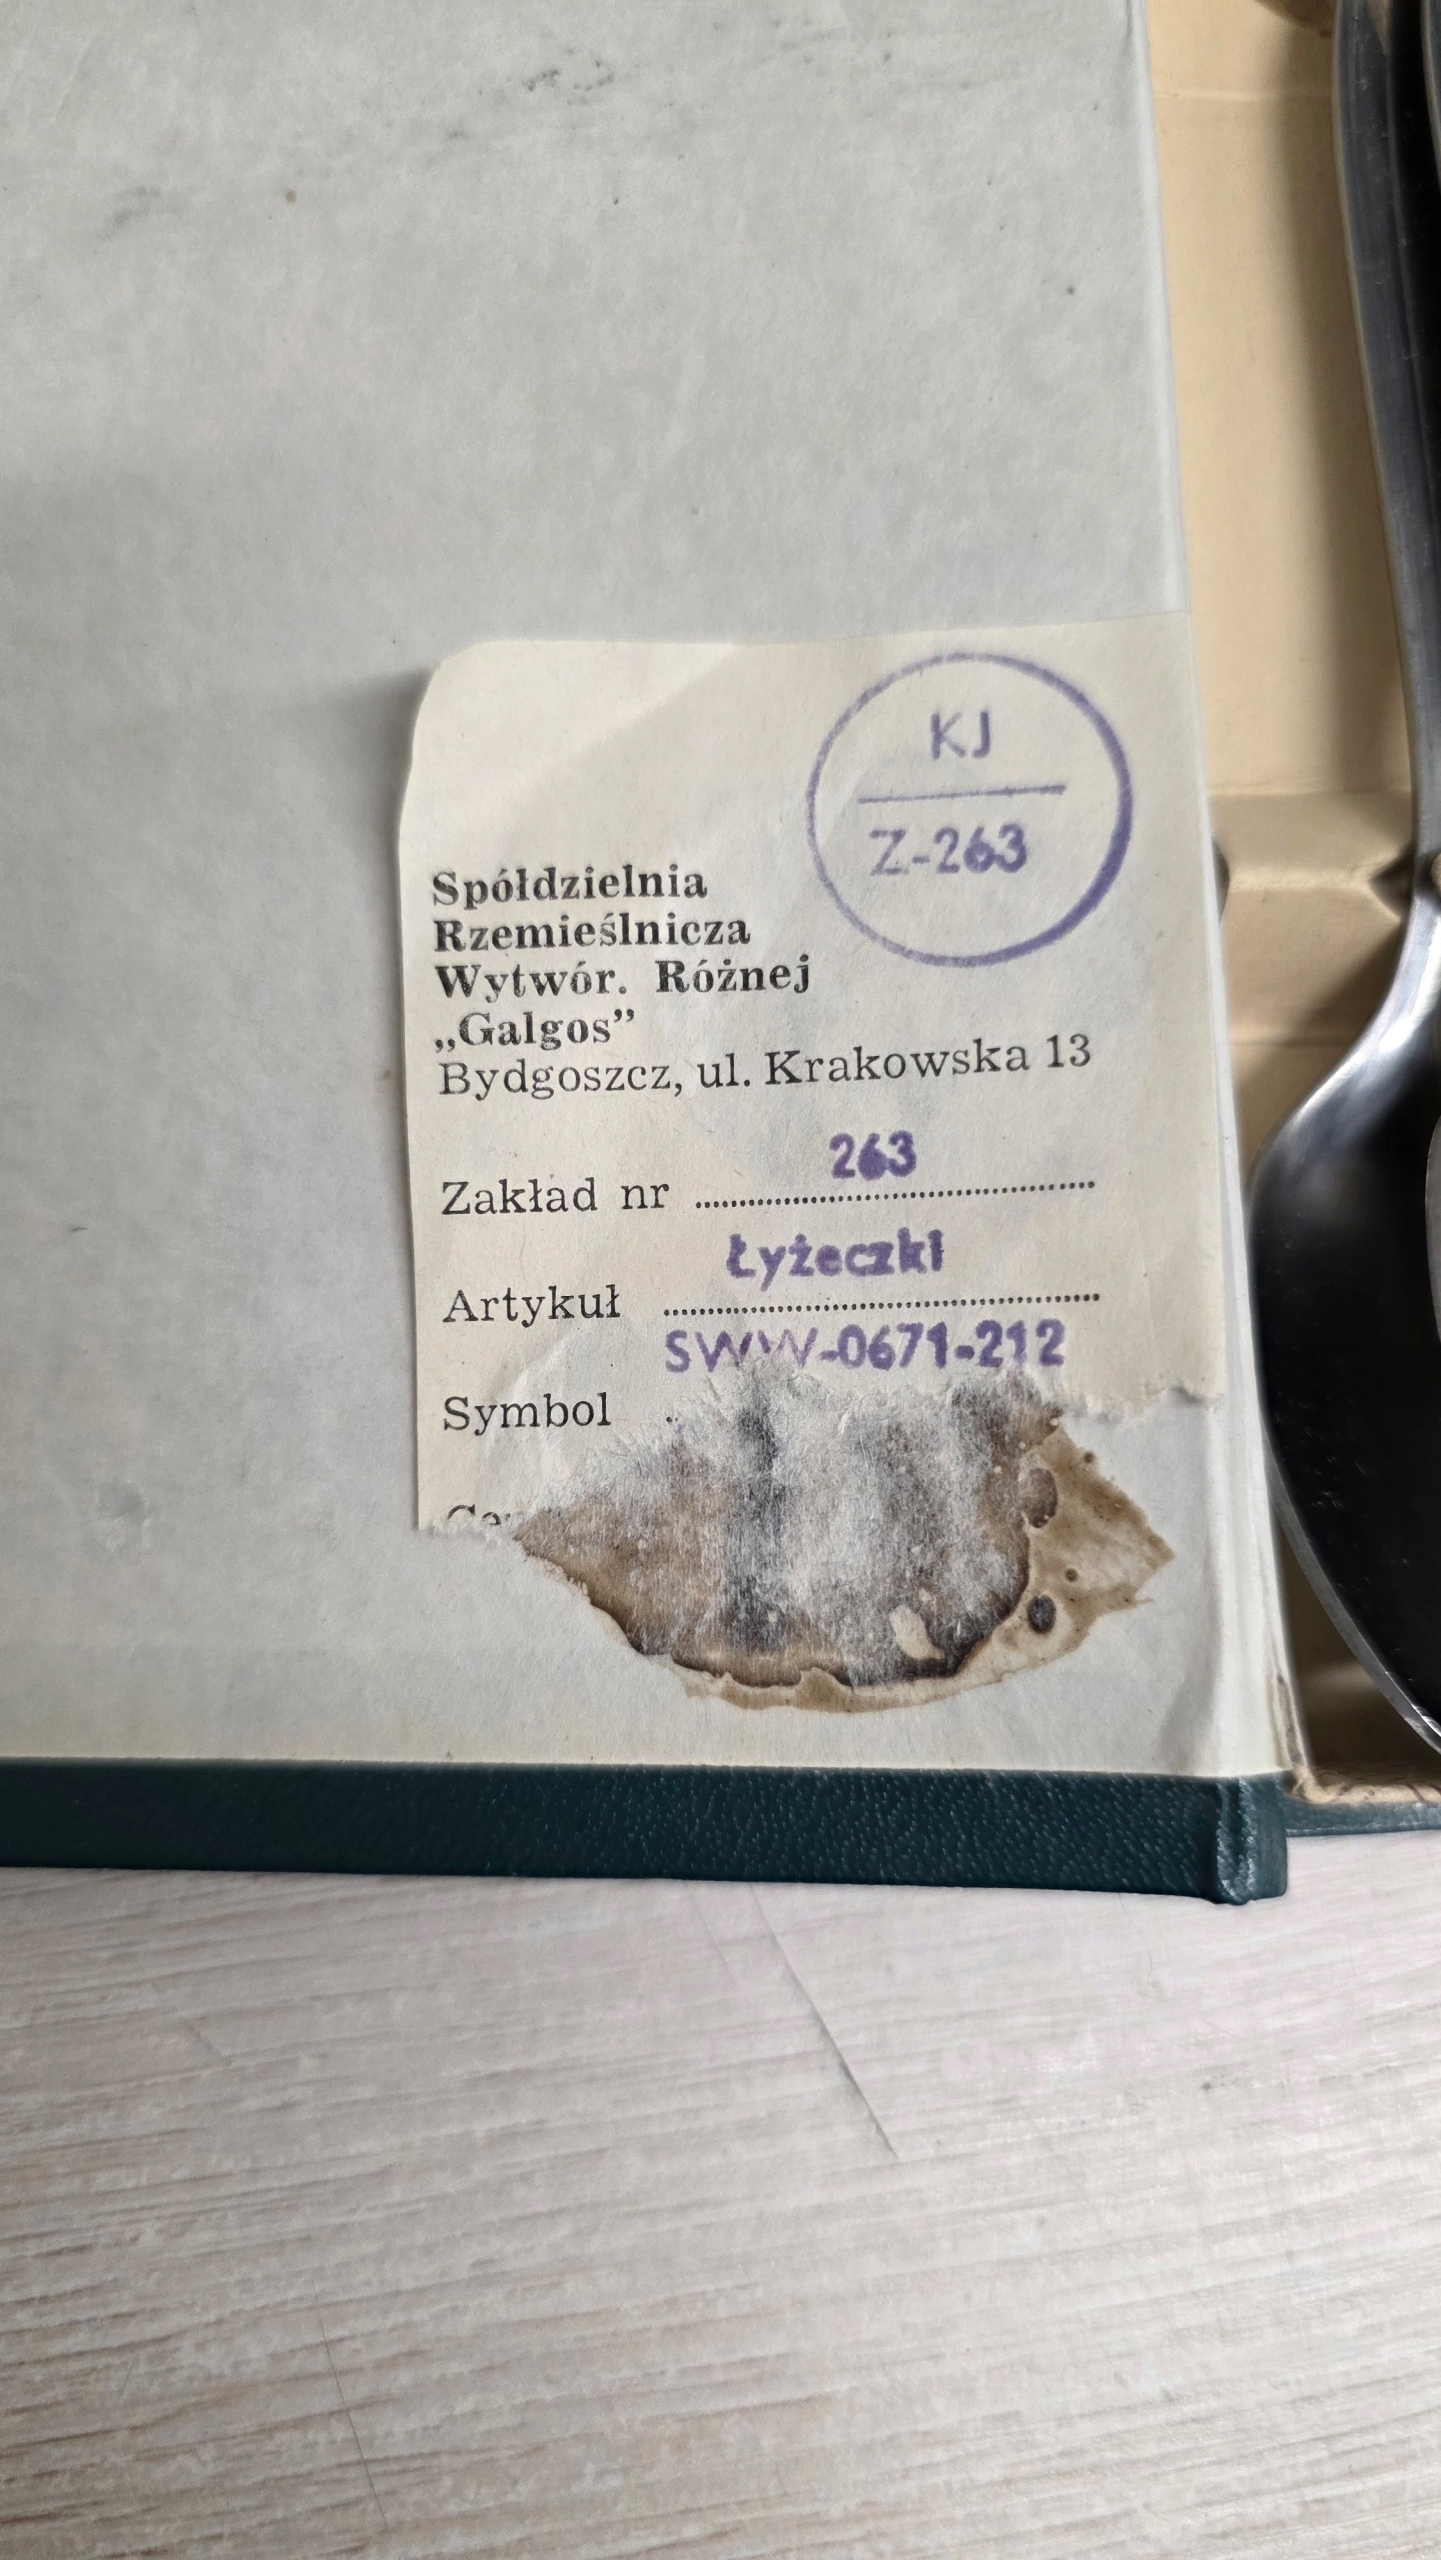 KJ
Z-263
Spółdzielnia
Rzemieślnicza
Wytwór. Różnej
„Galgos”
Bydgoszcz, ul. Krakowska 13
263
Zakład nr
Łyżeczki
Artykuł
SWW-0671-212
Symbol